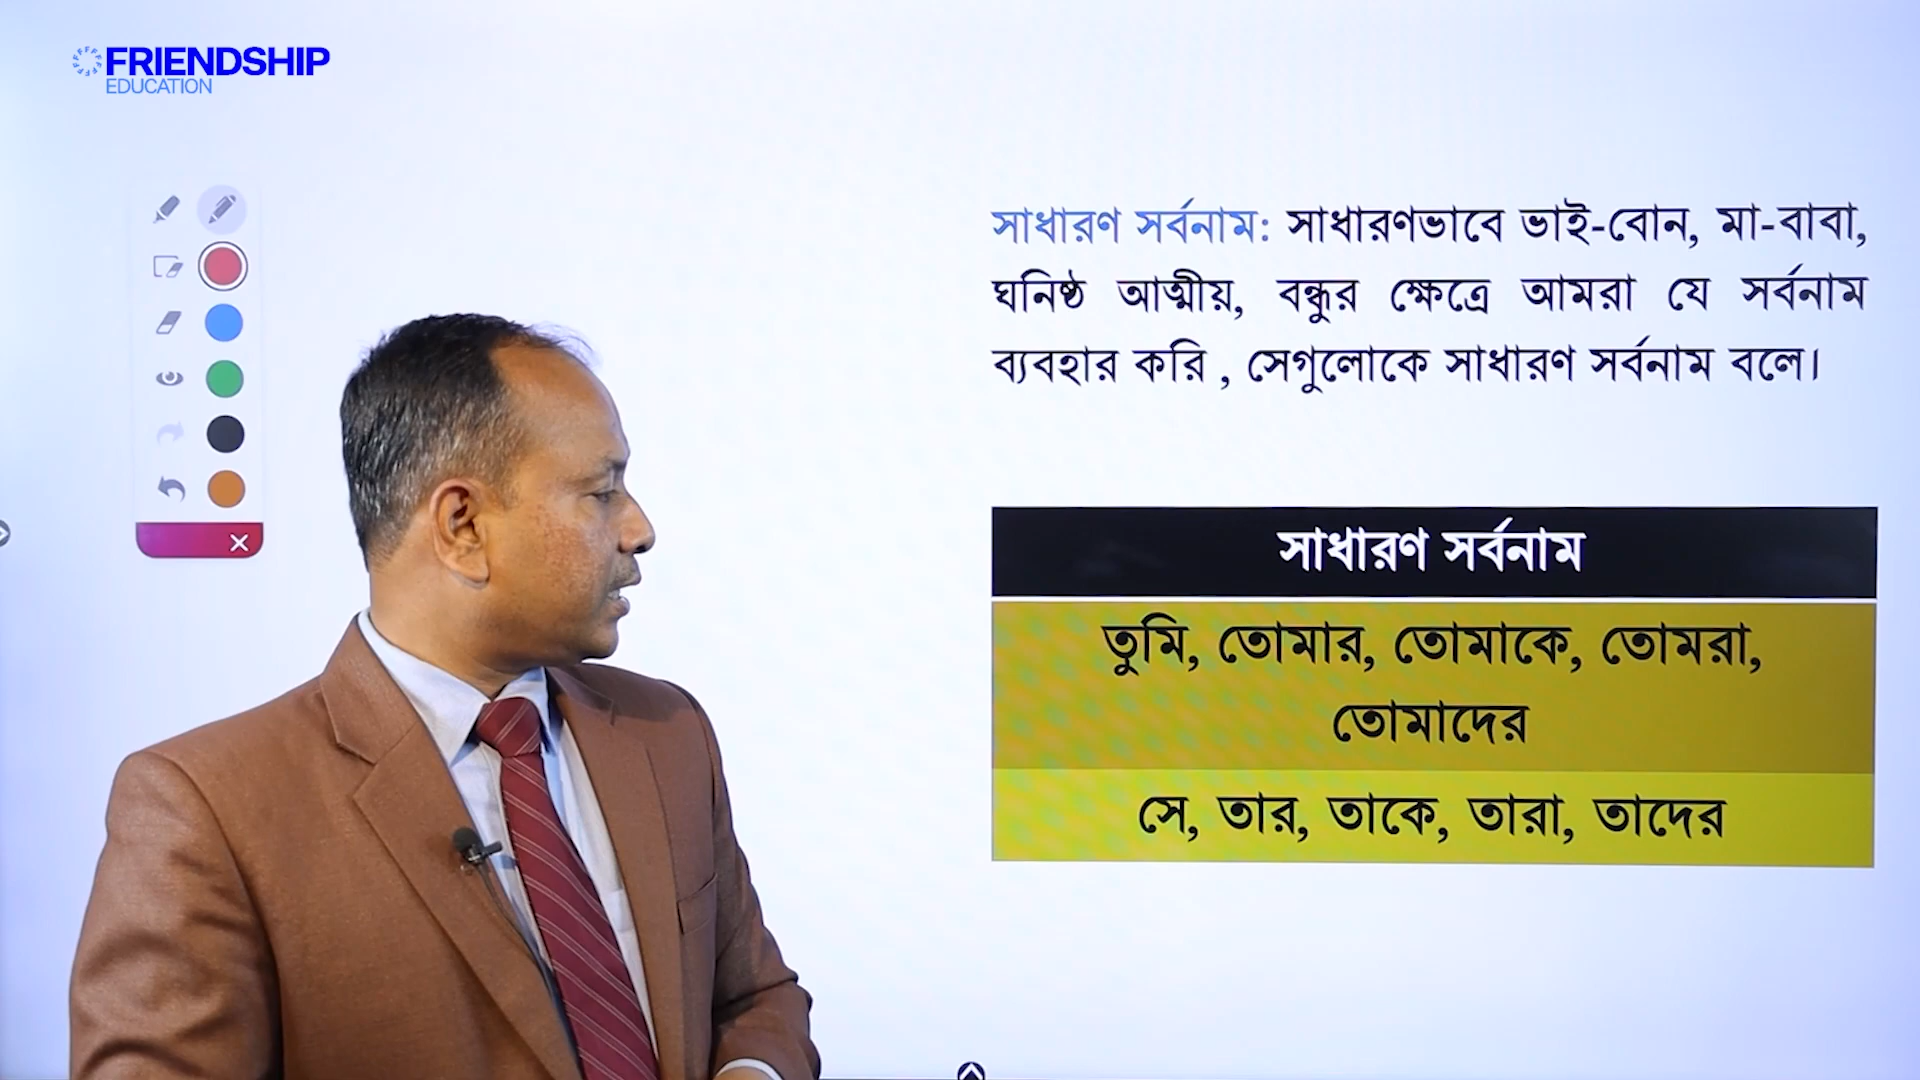 FRIENDSHIP
EDUCATION
সাধারণ সর্বনাম: সাধারণভাবে ভাই-বোন, মা-বাবা,
ঘনিষ্ঠ আত্মীয়, বন্ধুর ক্ষেত্রে আমরা যে সর্বনাম
ব্যবহার করি , সেগুলোকে সাধারণ সর্বনাম বলে।
সাধারণ সর্বনাম
তুমি, তোমার, তোমাকে, তোমরা,
তোমাদের
সে, তার, তাকে, তারা, তাদের